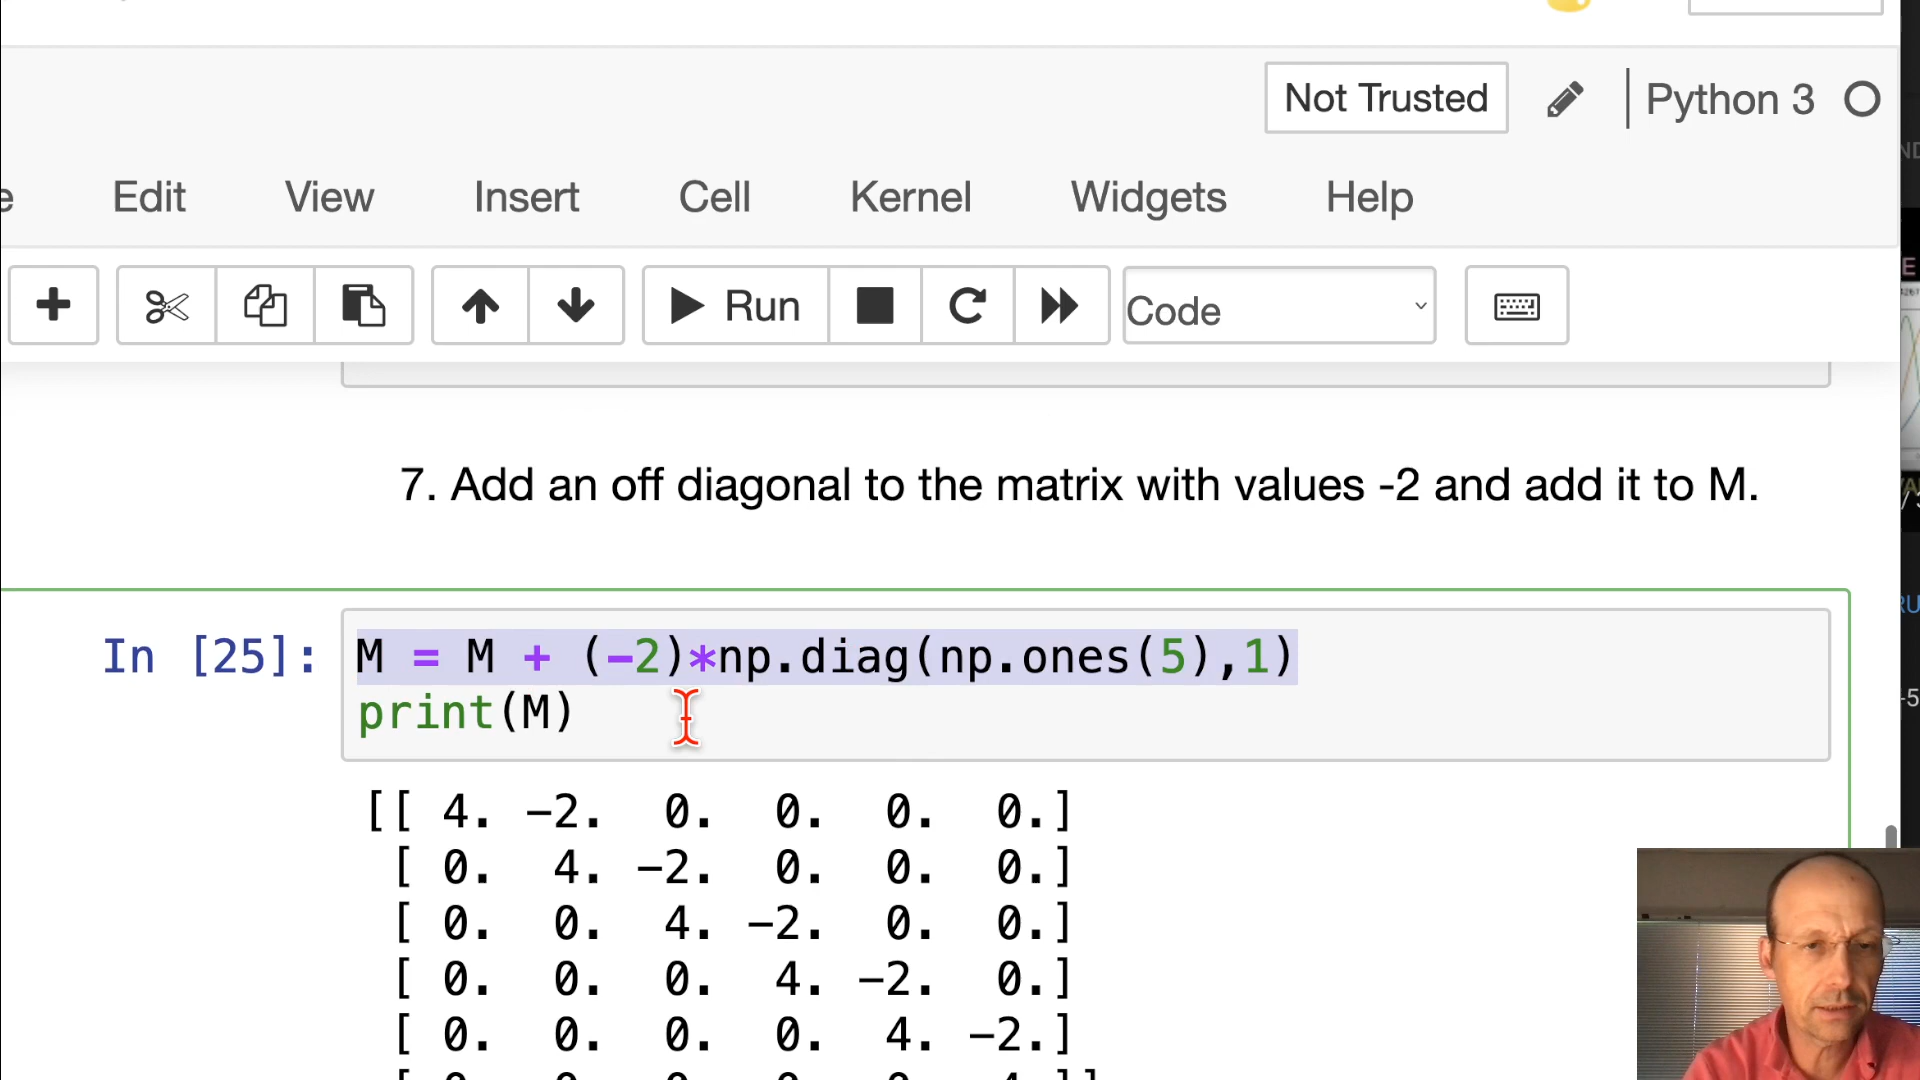 Not Trusted
Python 3
e Edit View Insert Cell Kernel Widgets Help
Run
Code
7. Add an off diagonal to the matrix with values -2 and add it to M.
In [25]: M = M + (-2)*np.diag(np.ones(5),1)
print(M)
[[ 4. -2. 0. 0. 0. 0.]
[ 0. 4. -2. 0. 0. 0.]
[ 0. 0. 4. -2. 0. 0.]
[ 0. 0. 0. 4. -2. 0.]
[ 0. 0. 0. 0. 4. -2.]